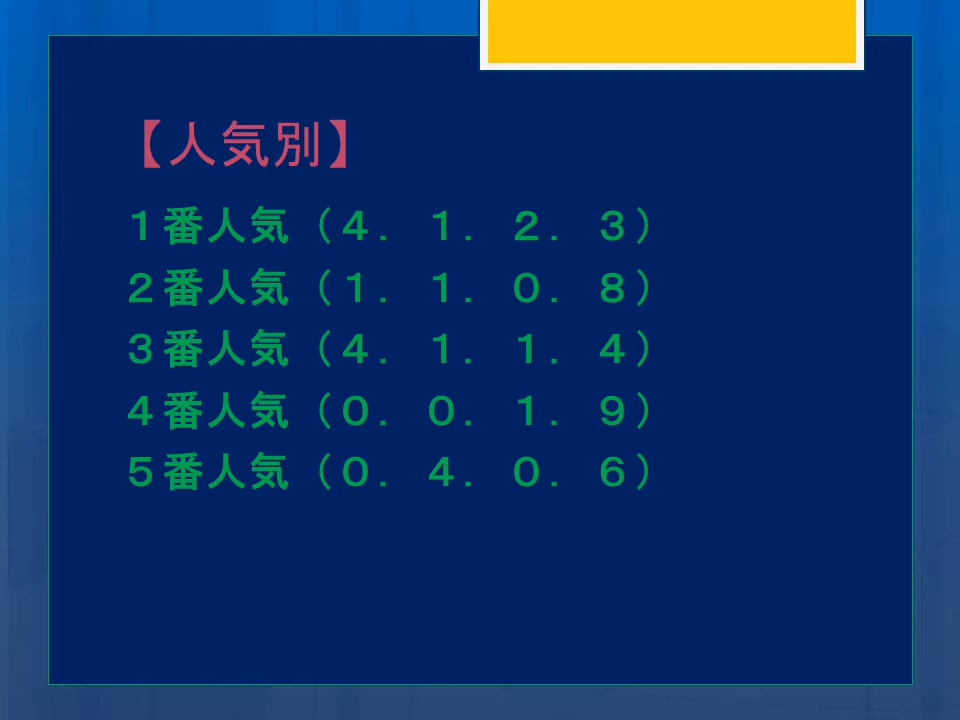 【人気別】
１番人気（４．　１．　２．　３）
２番人気（１．　１．　０．　８）
３番人気（４．　１．　１．　４）
４番人気（０．　０．　１．　９）
５番人気（０．　４．　０．　６）